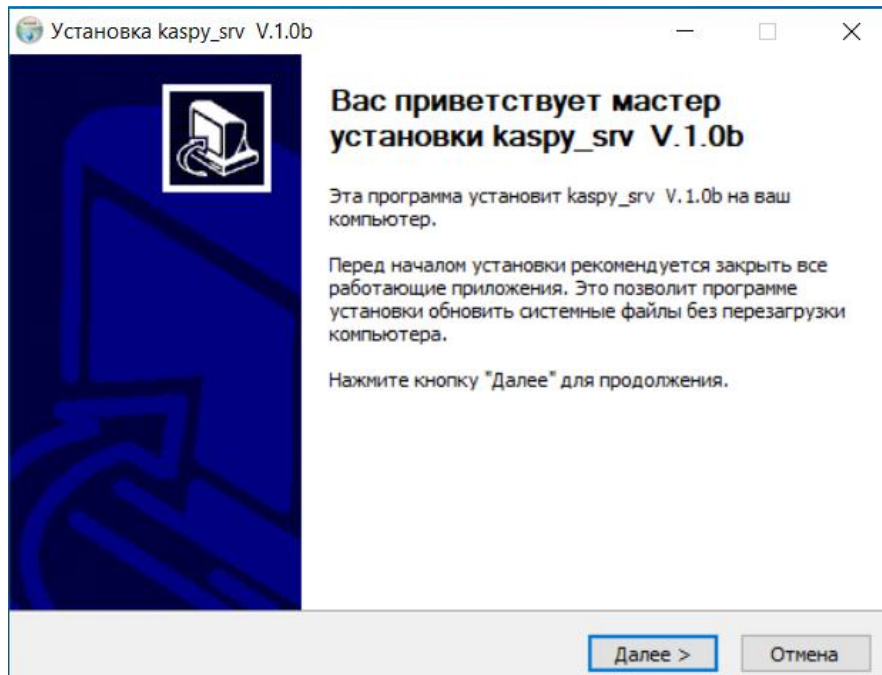 Установка kaspy_srv V.1.0b
Вас приветствует мастер
установки kaspy_srv V.1.0b
Эта программа установит kaspy_srv V.1.0b на ваш
компьютер.
Перед началом установки рекомендуется закрыть все
работающие приложения. Это позволит программе
установки обновить системные файлы без перезагрузки
компьютера.
Нажмите кнопку "Далее" для продолжения.
Далее > Отмена